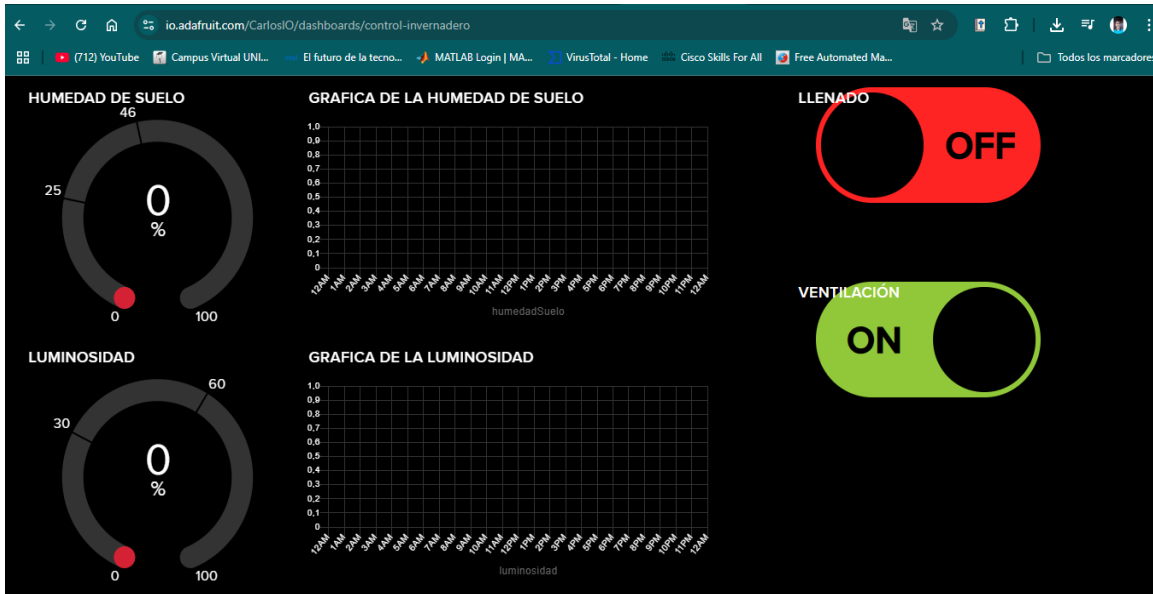 io.adafruit.com/CarlosIO/dashboards/control-invernadero
(712) YouTube Campus Virtual UNI... El futuro de la tecno... MATLAB Login | MA... VirusTotal - Home Cisco Skills For All Free Automated Ma... Todos los marcadores
HUMEDAD DE SUELO
46
25
0
%
0
100
GRAFICA DE LA HUMEDAD DE SUELO
1,0
0,9
0,8
0,7
0,6
0,5
0,4
0,3
0,2
0,1
0
12AM 1AM 2AM 3AM 4AM 5AM 6AM 7AM 8AM 9AM 10AM 11AM 12PM 1PM 2PM 3PM 4PM 5PM 6PM 7PM 8PM 9PM 10PM 11PM 12AM
humedadSuelo
LLENADO
OFF
VENTILACIÓN
ON
LUMINOSIDAD
60
30
0
%
0
100
GRAFICA DE LA LUMINOSIDAD
1,0
0,9
0,8
0,7
0,6
0,5
0,4
0,3
0,2
0,1
0
12AM 1AM 2AM 3AM 4AM 5AM 6AM 7AM 8AM 9AM 10AM 11AM 12PM 1PM 2PM 3PM 4PM 5PM 6PM 7PM 8PM 9PM 10PM 11PM 12AM
luminosidad